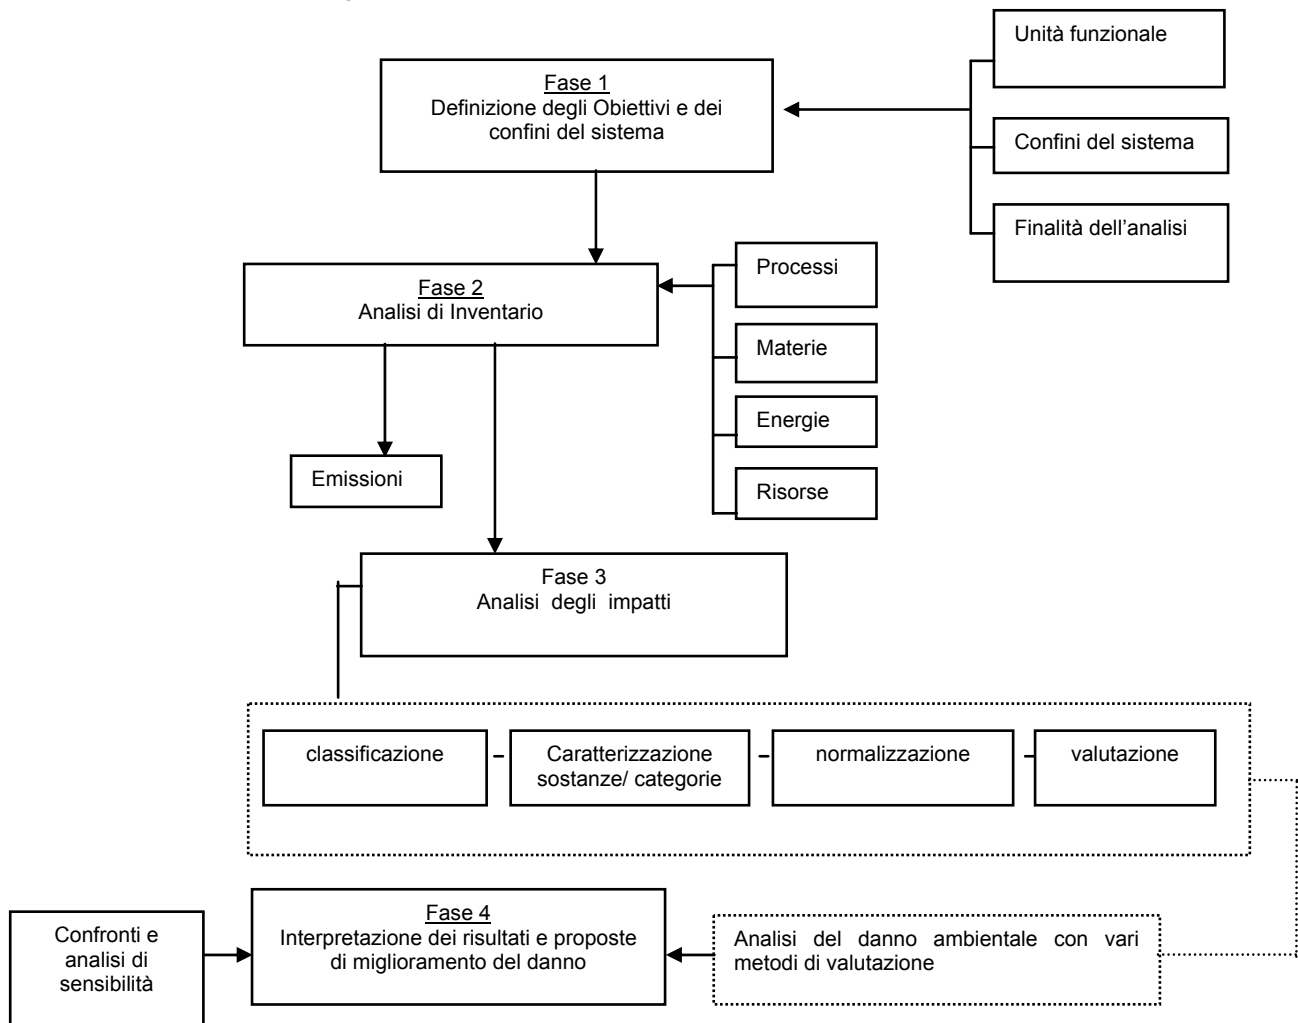 Unità funzionale
Fase 1
Definizione degli Obiettivi e dei
confini del sistema
Confini del sistema
Finalità dell'analisi
Processi
Fase 2
Analisi di Inventario
Materie
Energie
Emissioni
Risorse
Fase 3
Analisi degli impatti
classificazione
Caratterizzazione
sostanze/ categorie
normalizzazione
valutazione
Fase 4
Interpretazione dei risultati e proposte
di miglioramento del danno
Confronti e
analisi di
sensibilità
Analisi del danno ambientale con vari
metodi di valutazione